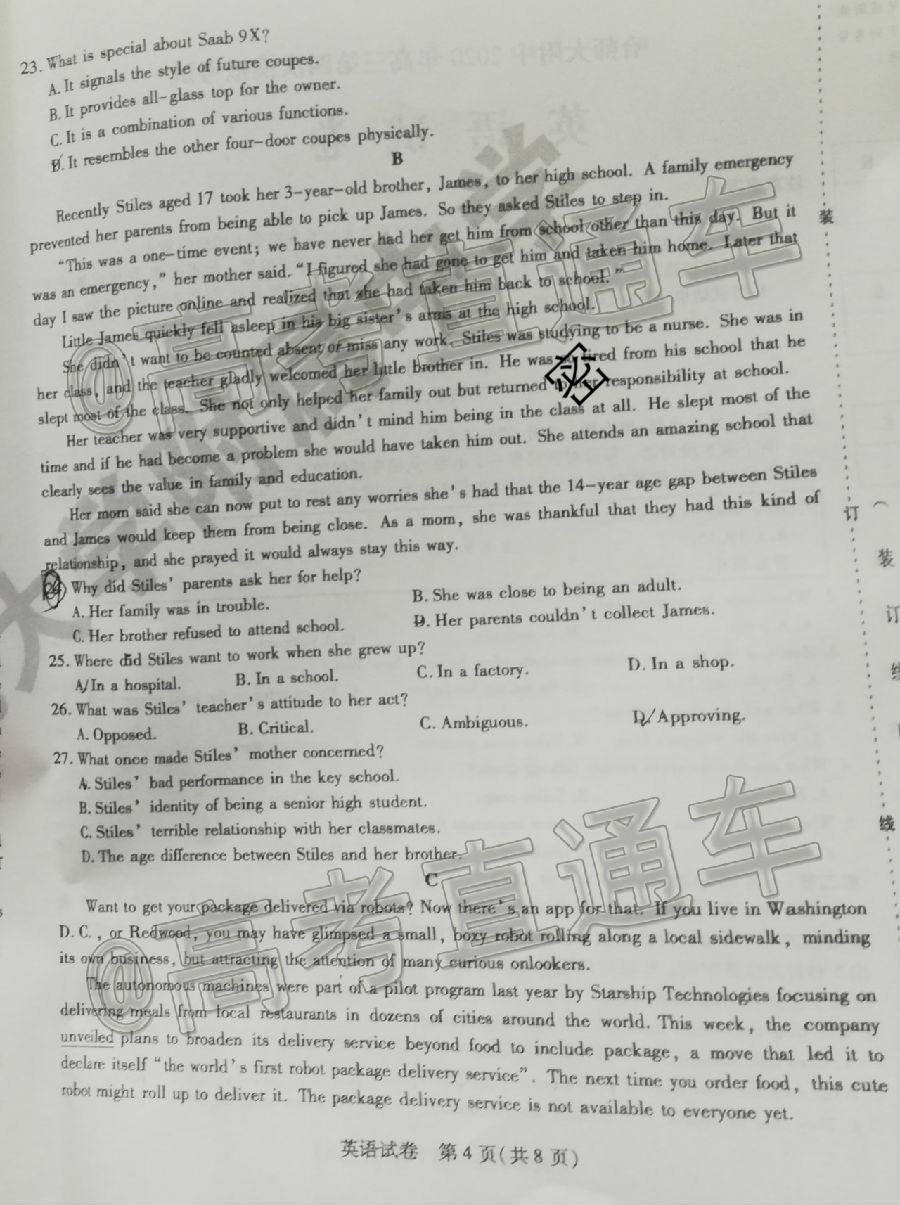 23. What is special about Saab 9X?
A. It signals the style of future coupes.
B. It provides all-glass top for the owner.
C. It is a combination of various functions.
D. It resembles the other four-door coupes physically.
B
Recently Stiles aged 17 took her 3-year-old brother, James, to her high school. A family emergency
prevented her parents from being able to pick up James. So they asked Stiles to step in.
“This was a one-time event; we have never had her get him from school other than this day. But it
was an emergency,” her mother said. “I figured she had gone to get him and taken him home. Later that
day I saw the picture online and realized that she had taken him back to school.”
Little James quickly fell asleep in his big sister's arms at the high school.
She didn't want to be counted absent or miss any work. Stiles was studying to be a nurse. She was in
her class, and the teacher gladly welcomed her little brother in. He was so tired from his school that he
slept most of the class. She not only helped her family out but returned to her responsibility at school.
Her teacher was very supportive and didn't mind him being in the class at all. He slept most of the
time and if he had become a problem she would have taken him out. She attends an amazing school that
clearly sees the value in family and education.
Her mom said she can now put to rest any worries she's had that the 14-year age gap between Stiles
and James would keep them from being close. As a mom, she was thankful that they had this kind of
relationship, and she prayed it would always stay this way.
24. Why did Stiles' parents ask her for help?
A. Her family was in trouble. B. She was close to being an adult.
C. Her brother refused to attend school. D. Her parents couldn't collect James.
25. Where did Stiles want to work when she grew up?
A. In a hospital. B. In a school. C. In a factory. D. In a shop.
26. What was Stiles' teacher's attitude to her act?
A. Opposed. B. Critical. C. Ambiguous. D. Approving.
27. What once made Stiles' mother concerned?
A. Stiles' bad performance in the key school.
B. Stiles' identity of being a senior high student.
C. Stiles' terrible relationship with her classmates.
D. The age difference between Stiles and her brother.
C
Want to get your package delivered via robots? Now there's an app for that. If you live in Washington
D. C., or Redwood, you may have glimpsed a small, boxy robot rolling along a local sidewalk, minding
its own business, but attracting the attention of many curious onlookers.
The autonomous machines were part of a pilot program last year by Starship Technologies focusing on
delivering meals from local restaurants in dozens of cities around the world. This week, the company
unveiled plans to broaden its delivery service beyond food to include package, a move that led it to
declare itself “the world's first robot package delivery service”. The next time you order food, this cute
robot might roll up to deliver it. The package delivery service is not available to everyone yet.
英语试卷 第4页(共8页)
装
订
线
装
订
线
密
@高考直通车
@高考直通车